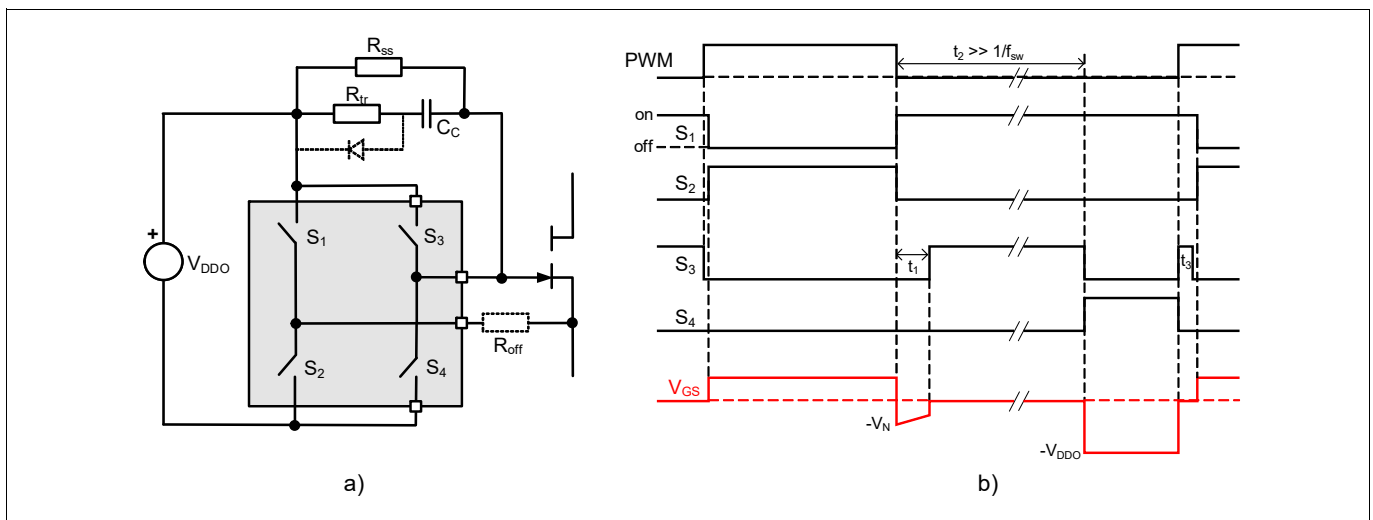 R_ss
R_tr
C_C
S_1
S_3
+
V_DDO
S_2
S_4
R_off
a)
PWM
t_2 >> 1/f_sw
on
S_1
off
S_2
S_3
t_1
t_3
S_4
V_GS
-V_N
-V_DDO
b)